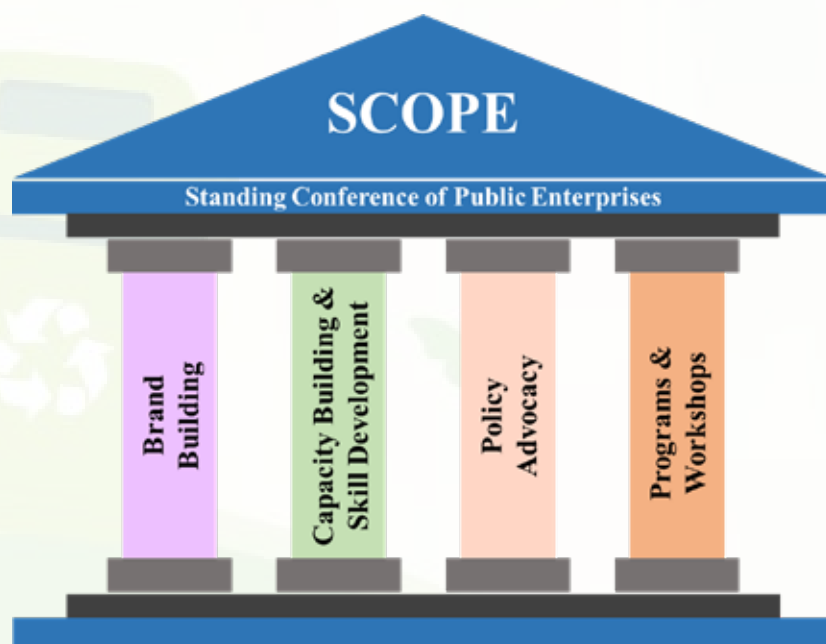 SCOPE
Standing Conference of Public Enterprises
Brand
Building
Capacity Building &
Skill Development
Policy
Advocacy
Programs &
Workshops